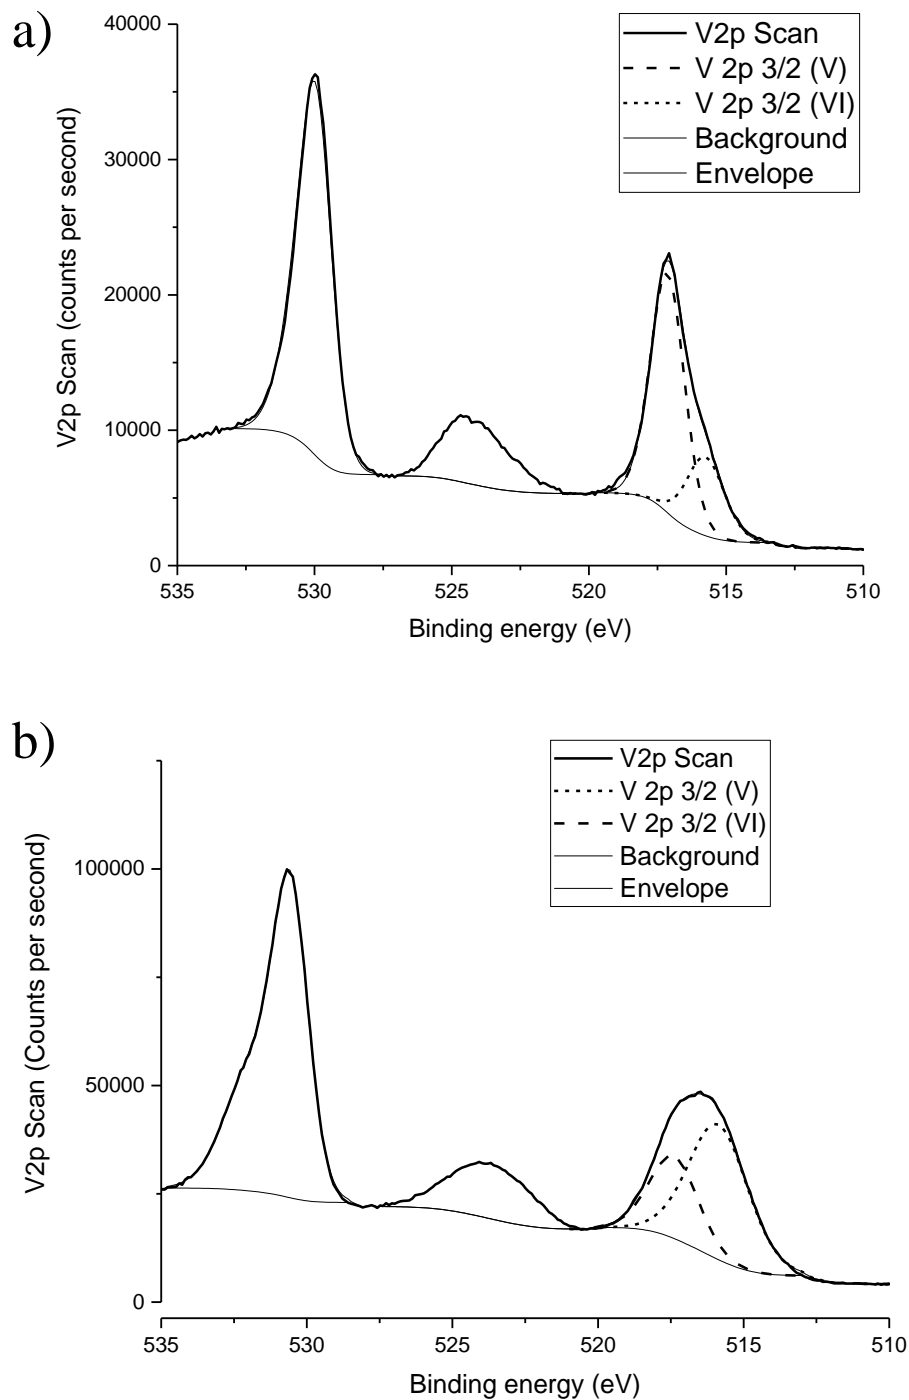 a)
40000
30000
20000
10000
0
V2p Scan (counts per second)
V2p Scan
V 2p 3/2 (V)
V 2p 3/2 (VI)
Background
Envelope
535
530
525
520
515
510
Binding energy (eV)
b)
100000
50000
0
V2p Scan (Counts per second)
V2p Scan
V 2p 3/2 (V)
V 2p 3/2 (VI)
Background
Envelope
535
530
525
520
515
510
Binding energy (eV)